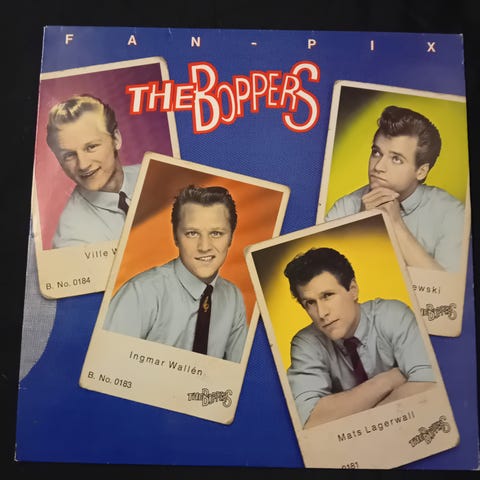 FAN-PIX
THE BOPPERS
Ville W
B. No. 0184
Ingmar Wallén
B. No. 0183
THE BOPPERS
ewski
THE BOPPERS
Mats Lagerwall
0181
THE BOPPERS